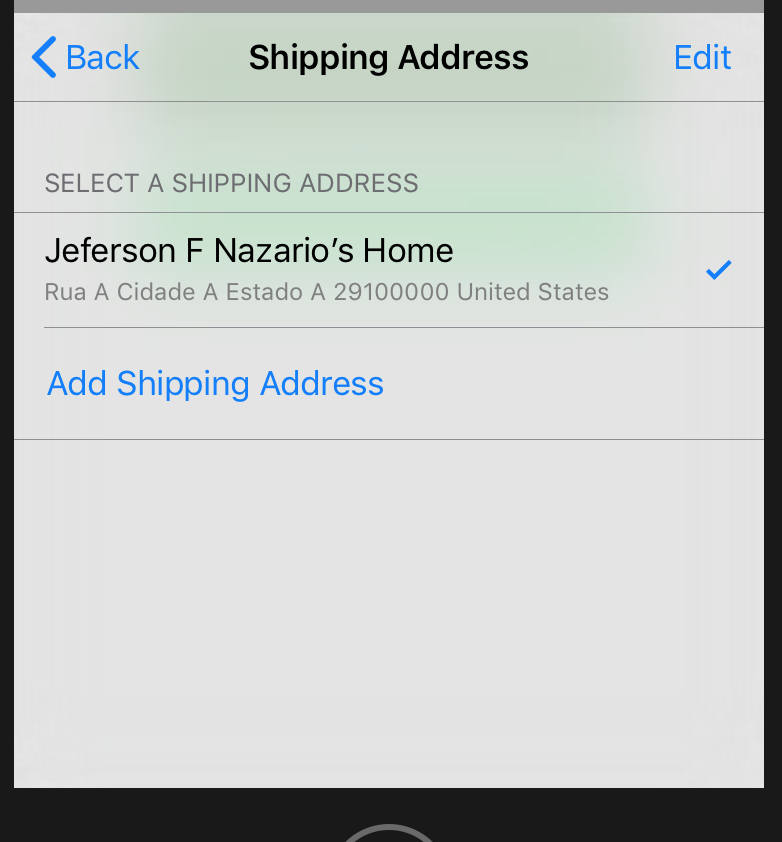 Back
Shipping Address
Edit
SELECT A SHIPPING ADDRESS
Jeferson F Nazario’s Home
Rua A Cidade A Estado A 29100000 United States
Add Shipping Address